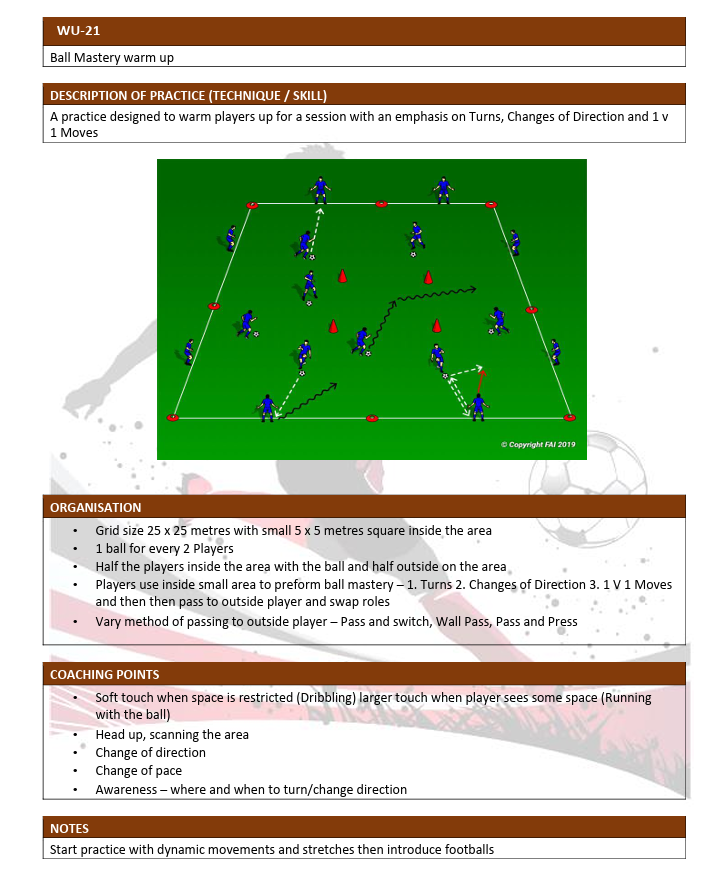 WU-21
Ball Mastery warm up
DESCRIPTION OF PRACTICE (TECHNIQUE / SKILL)
A practice designed to warm players up for a session with an emphasis on Turns, Changes of Direction and 1 v
1 Moves
© Copyright FAI 2019
ORGANISATION
• Grid size 25 x 25 metres with small 5 x 5 metres square inside the area
• 1 ball for every 2 Players
• Half the players inside the area with the ball and half outside on the area
• Players use inside small area to preform ball mastery – 1. Turns 2. Changes of Direction 3. 1 V 1 Moves
and then then pass to outside player and swap roles
• Vary method of passing to outside player – Pass and switch, Wall Pass, Pass and Press
COACHING POINTS
• Soft touch when space is restricted (Dribbling) larger touch when player sees some space (Running
with the ball)
• Head up, scanning the area
• Change of direction
• Change of pace
• Awareness – where and when to turn/change direction
NOTES
Start practice with dynamic movements and stretches then introduce footballs